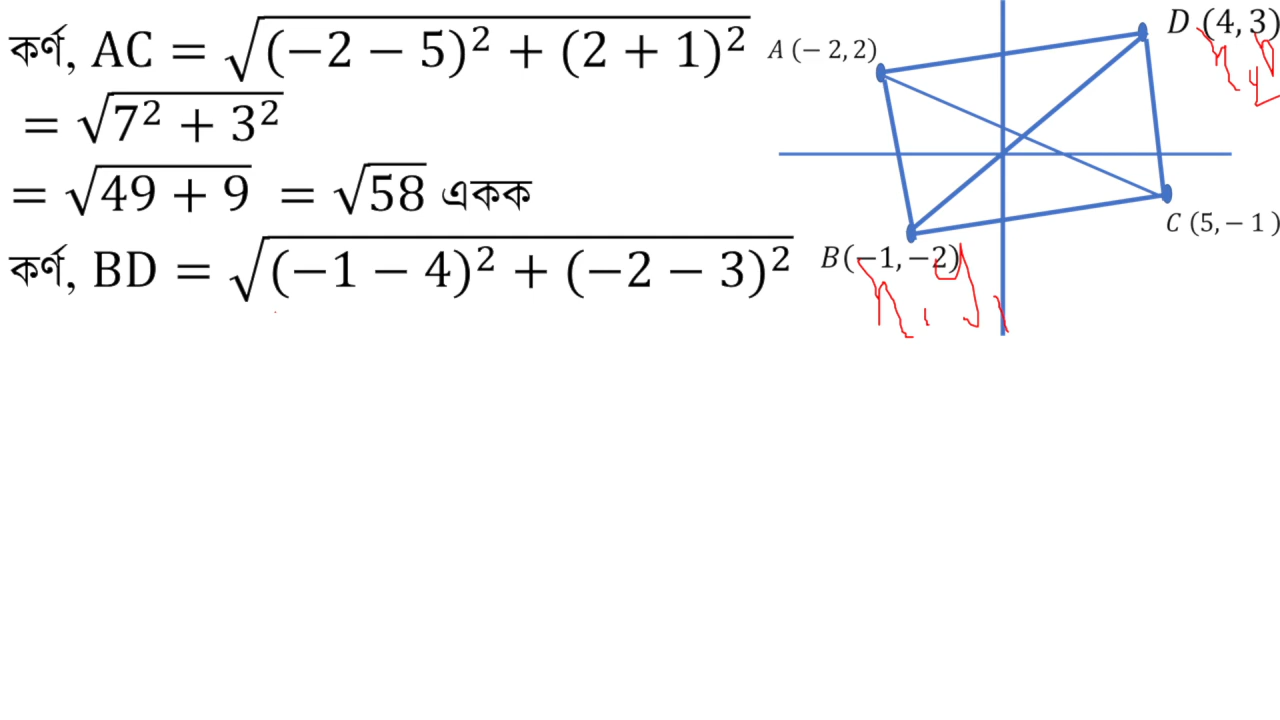 কর্ণ, AC = √((−2 − 5)² + (2 + 1)²)
= √(7² + 3²)
= √(49 + 9) = √58 একক
কর্ণ, BD = √((−1 − 4)² + (−2 − 3)²)
A (− 2, 2)
D (4, 3)
B(−1, −2)
C (5, − 1)